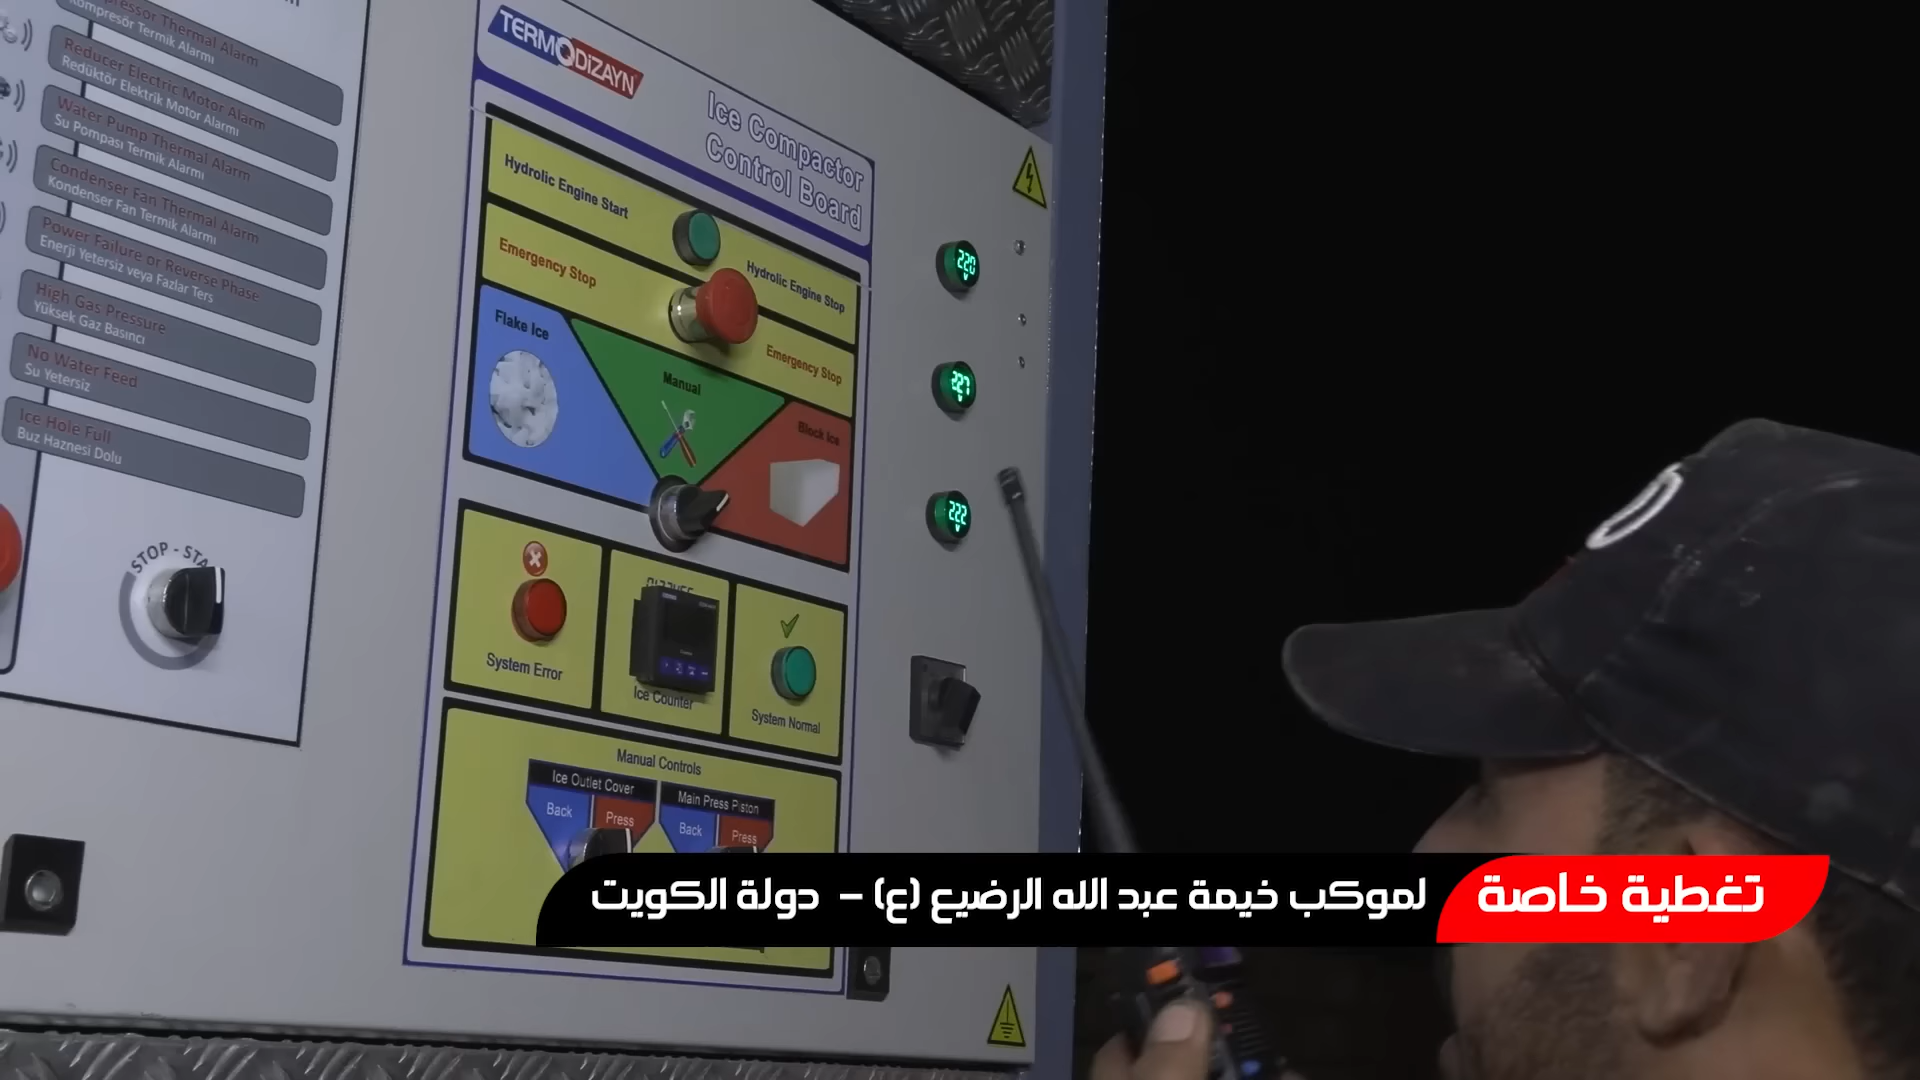 Compressor Thermal Alarm
Kompresör Termik Alarmı
Reducer Electric Motor Alarm
Redüktör Elektrik Motor Alarmı
Water Pump Thermal Alarm
Su Pompası Termik Alarmı
Condenser Fan Thermal Alarm
Kondenser Fan Termik Alarmı
Power Failure or Reverse Phase
Enerji Yetersiz veya Fazlar Ters
High Gas Pressure
Yüksek Gaz Basıncı
No Water Feed
Su Yetersiz
Ice Hole Full
Buz Haznesi Dolu
STOP - STA
TERMODİZAYN
Ice Compactor
Control Board
Hydrolic Engine Start
Hydrolic Engine Stop
Emergency Stop
Emergency Stop
Flake Ice
Manual
Block Ice
System Error
Ice Counter
System Normal
Manual Controls
Ice Outlet Cover
Back
Press
Main Press Piston
Back
Press
220
V
227
V
222
V
تغطية خاصة
لموكب خيمة عبد الله الرضيع (ع) – دولة الكويت